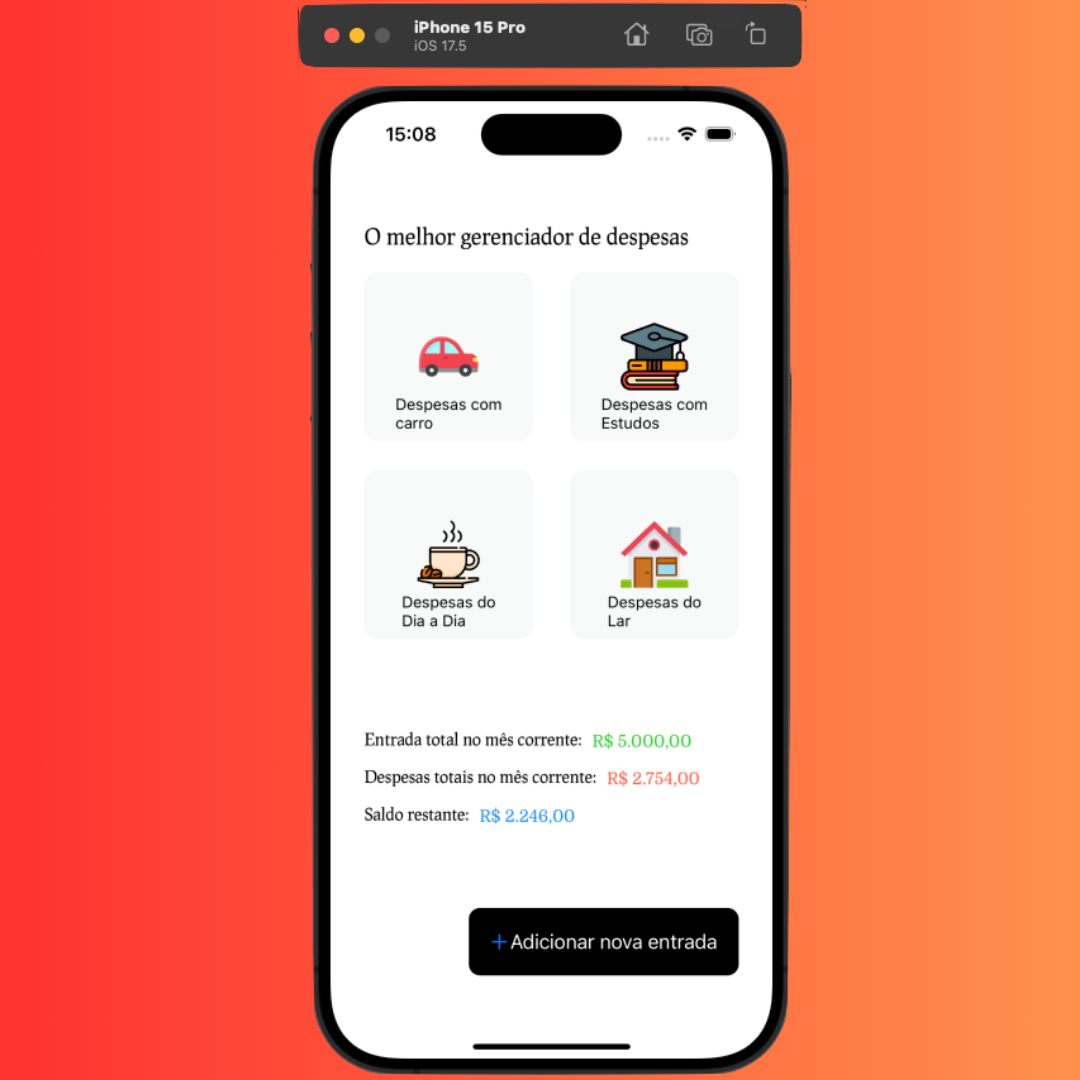 iPhone 15 Pro
iOS 17.5
15:08
O melhor gerenciador de despesas
Despesas com
carro
Despesas com
Estudos
Despesas do
Dia a Dia
Despesas do
Lar
Entrada total no mês corrente: R$ 5.000,00
Despesas totais no mês corrente: R$ 2.754,00
Saldo restante: R$ 2.246,00
+Adicionar nova entrada